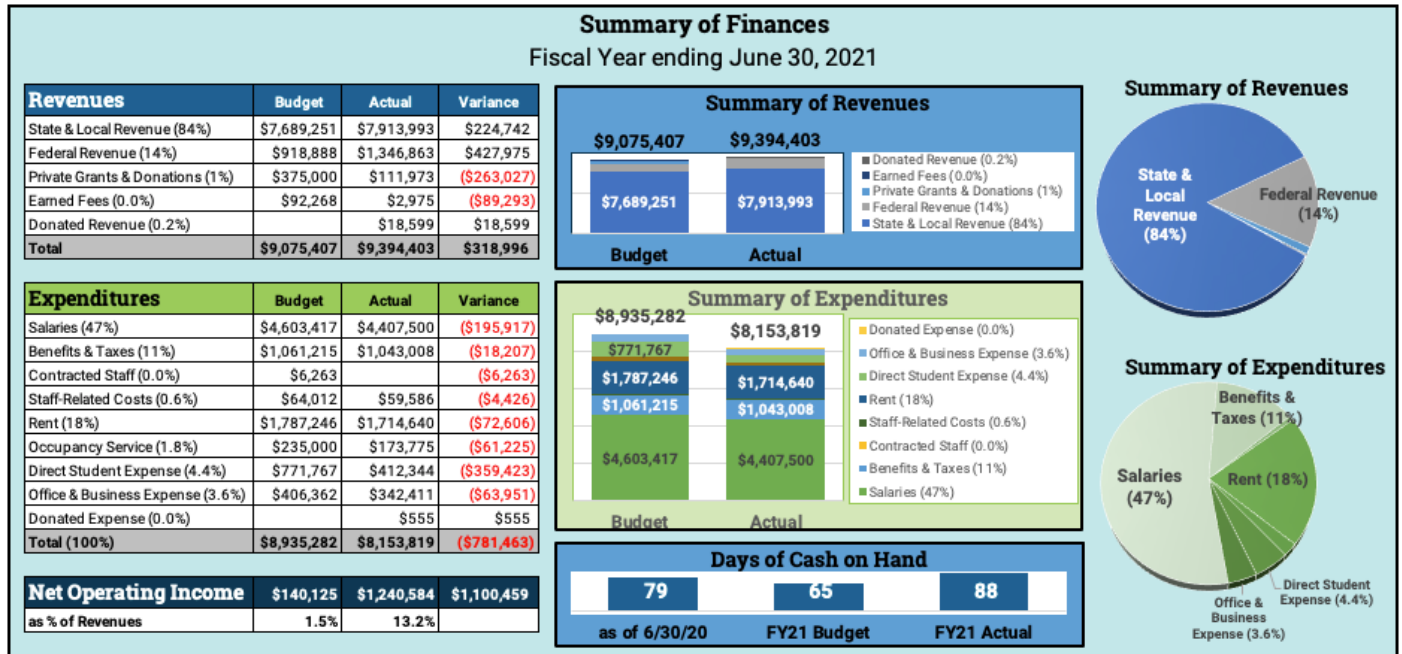 Summary of Finances
Fiscal Year ending June 30, 2021
Revenues Budget Actual Variance
State & Local Revenue (84%) $7,689,251 $7,913,993 $224,742
Federal Revenue (14%) $918,888 $1,346,863 $427,975
Private Grants & Donations (1%) $375,000 $111,973 ($263,027)
Earned Fees (0.0%) $92,268 $2,975 ($89,293)
Donated Revenue (0.2%) $18,599 $18,599
Total $9,075,407 $9,394,403 $318,996
Expenditures Budget Actual Variance
Salaries (47%) $4,603,417 $4,407,500 ($195,917)
Benefits & Taxes (11%) $1,061,215 $1,043,008 ($18,207)
Contracted Staff (0.0%) $6,263 ($6,263)
Staff-Related Costs (0.6%) $64,012 $59,586 ($4,426)
Rent (18%) $1,787,246 $1,714,640 ($72,606)
Occupancy Service (1.8%) $235,000 $173,775 ($61,225)
Direct Student Expense (4.4%) $771,767 $412,344 ($359,423)
Office & Business Expense (3.6%) $406,362 $342,411 ($63,951)
Donated Expense (0.0%) $555 $555
Total (100%) $8,935,282 $8,153,819 ($781,463)
Net Operating Income $140,125 $1,240,584 $1,100,459
as % of Revenues 1.5% 13.2%
Summary of Revenues
$9,075,407 $9,394,403
$7,689,251 $7,913,993
Budget Actual
Donated Revenue (0.2%)
Earned Fees (0.0%)
Private Grants & Donations (1%)
Federal Revenue (14%)
State & Local Revenue (84%)
Summary of Expenditures
$8,935,282 $8,153,819
$771,767
$1,787,246 $1,714,640
$1,061,215 $1,043,008
$4,603,417 $4,407,500
Budget Actual
Donated Expense (0.0%)
Office & Business Expense (3.6%)
Direct Student Expense (4.4%)
Rent (18%)
Staff-Related Costs (0.6%)
Contracted Staff (0.0%)
Benefits & Taxes (11%)
Salaries (47%)
Days of Cash on Hand
79 65 88
as of 6/30/20 FY21 Budget FY21 Actual
Summary of Revenues
State &
Local
Revenue
(84%)
Federal Revenue
(14%)
Summary of Expenditures
Benefits &
Taxes (11%)
Salaries
(47%)
Rent (18%)
Direct Student
Expense (4.4%)
Office &
Business
Expense (3.6%)